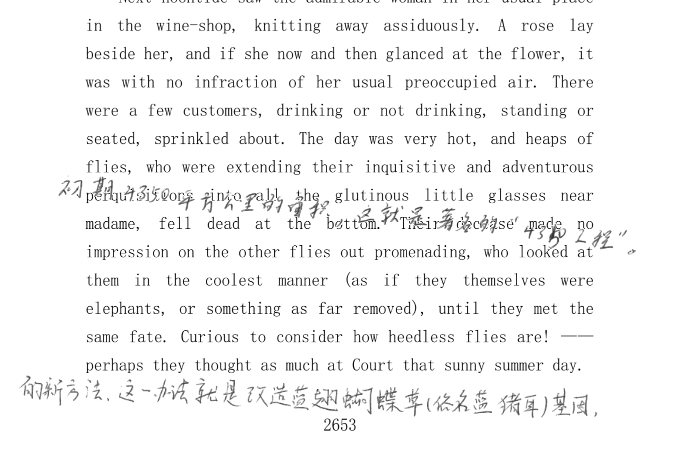 Next noontide saw the admirable woman in her usual place
in the wine-shop, knitting away assiduously. A rose lay
beside her, and if she now and then glanced at the flower, it
was with no infraction of her usual preoccupied air. There
were a few customers, drinking or not drinking, standing or
seated, sprinkled about. The day was very hot, and heaps of
flies, who were extending their inquisitive and adventurous
初期4350平方公里的面积，这就是著名的“4350工程”。
perquisitions into all the glutinous little glasses near
madame, fell dead at the bottom. Their decease made no
impression on the other flies out promenading, who looked at
them in the coolest manner (as if they themselves were
elephants, or something as far removed), until they met the
same fate. Curious to consider how heedless flies are! ——
perhaps they thought as much at Court that sunny summer day.
的新方法，这一办法就是改造蓝翅蝴蝶草(俗名蓝猪耳)基因，
2653